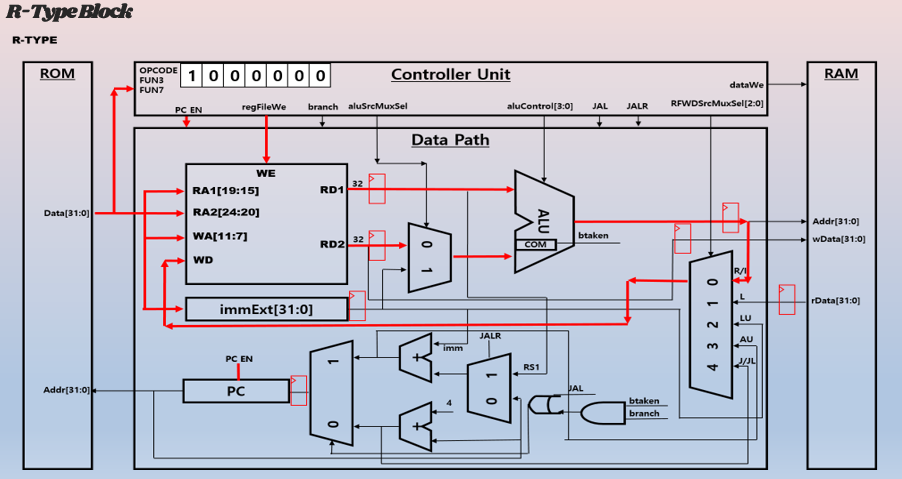 R-Type Block
R-TYPE
ROM
OPCODE
FUN3
FUN7
1 0 0 0 0 0 0
Controller Unit
dataWe
RAM
PC EN
regFileWe
branch
aluSrcMuxSel
aluControl[3:0]
JAL
JALR
RFWDSrcMuxSel[2:0]
Data Path
WE
RA1[19:15]
RD1
32
Data[31:0]
RA2[24:20]
WA[11:7]
RD2
32
WD
0
1
ALU
COM
btaken
Addr[31:0]
wData[31:0]
R/I
0
L
1
rData[31:0]
LU
2
AU
3
J/JL
4
immExt[31:0]
JALR
imm
+
1
RS1
0
PC EN
Addr[31:0]
PC
1
0
4
+
JAL
btaken
branch